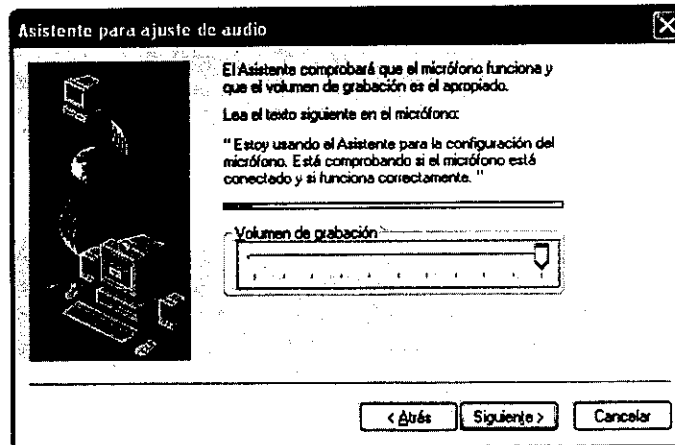 Asistente para ajuste de audio
El Asistente comprobará que el micrófono funciona y
que el volumen de grabación es el apropiado.
Lea el texto siguiente en el micrófono:
"Estoy usando el Asistente para la configuración del
micrófono. Está comprobando si el micrófono está
conectado y si funciona correctamente. "
Volumen de grabación
< Atrás Siguiente > Cancelar